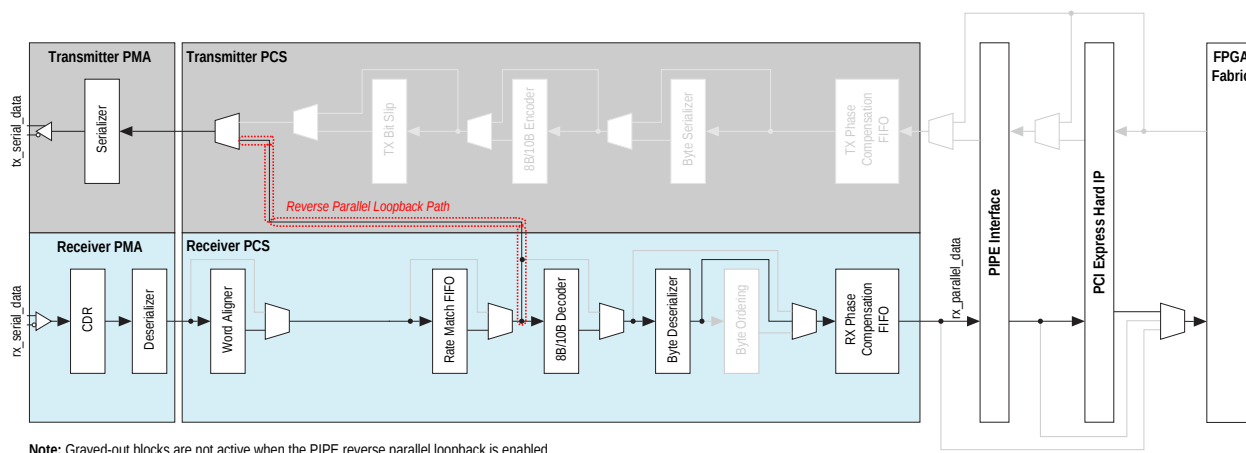 Transmitter PMA
Transmitter PCS
FPGA
Fabric
tx_serial_data
Serializer
TX Bit Slip
8B/10B Encoder
Byte Serializer
TX Phase
Compensation
FIFO
PIPE Interface
PCI Express Hard IP
Reverse Parallel Loopback Path
Receiver PMA
Receiver PCS
rx_serial_data
CDR
Deserializer
Word Aligner
Rate Match FIFO
8B/10B Decoder
Byte Deserializer
Byte Ordering
RX Phase
Compensation
FIFO
rx_parallel_data
Note: Grayed-out blocks are not active when the PIPE reverse parallel loopback is enabled